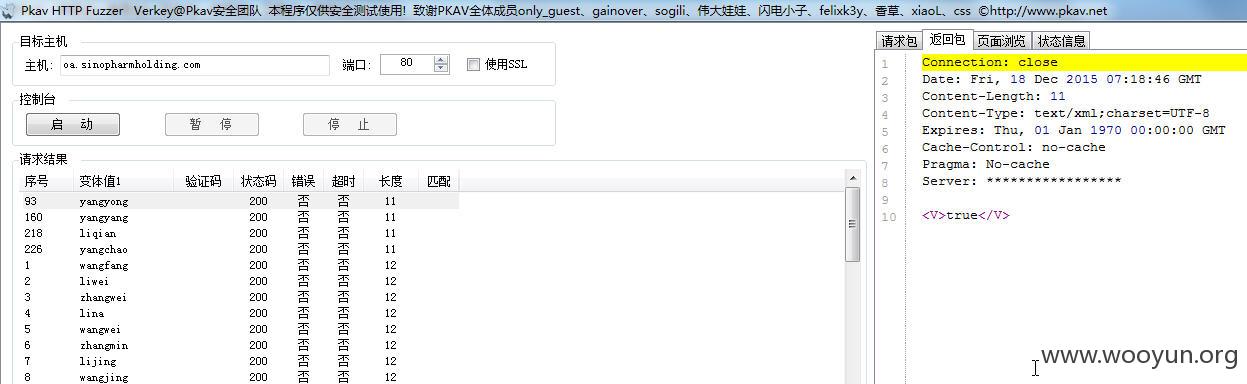 Pkav HTTP Fuzzer Verkey@Pkav安全团队 本程序仅供安全测试使用! 致谢PKAV全体成员only_guest、gainover、sogili、伟大娃娃、闪电小子、felixk3y、香草、xiaoL、css ©http://www.pkav.net
目标主机
主机: oa.sinopharmholding.com 端口: 80 使用SSL
控制台
启 动 暂 停 停 止
请求结果
序号 变体值1 验证码 状态码 错误 超时 长度 匹配
93 yangyong 200 否 否 11
160 yangyang 200 否 否 11
218 liqian 200 否 否 11
226 yangchao 200 否 否 11
1 wangfang 200 否 否 12
2 liwei 200 否 否 12
3 zhangwei 200 否 否 12
4 lina 200 否 否 12
5 wangwei 200 否 否 12
6 zhangmin 200 否 否 12
7 lijing 200 否 否 12
8 wangjing 200 否 否 12
请求包 返回包 页面浏览 状态信息
1 Connection: close
2 Date: Fri, 18 Dec 2015 07:18:46 GMT
3 Content-Length: 11
4 Content-Type: text/xml;charset=UTF-8
5 Expires: Thu, 01 Jan 1970 00:00:00 GMT
6 Cache-Control: no-cache
7 Pragma: No-cache
8 Server: *****************
9
10 <V>true</V>
www.wooyun.org